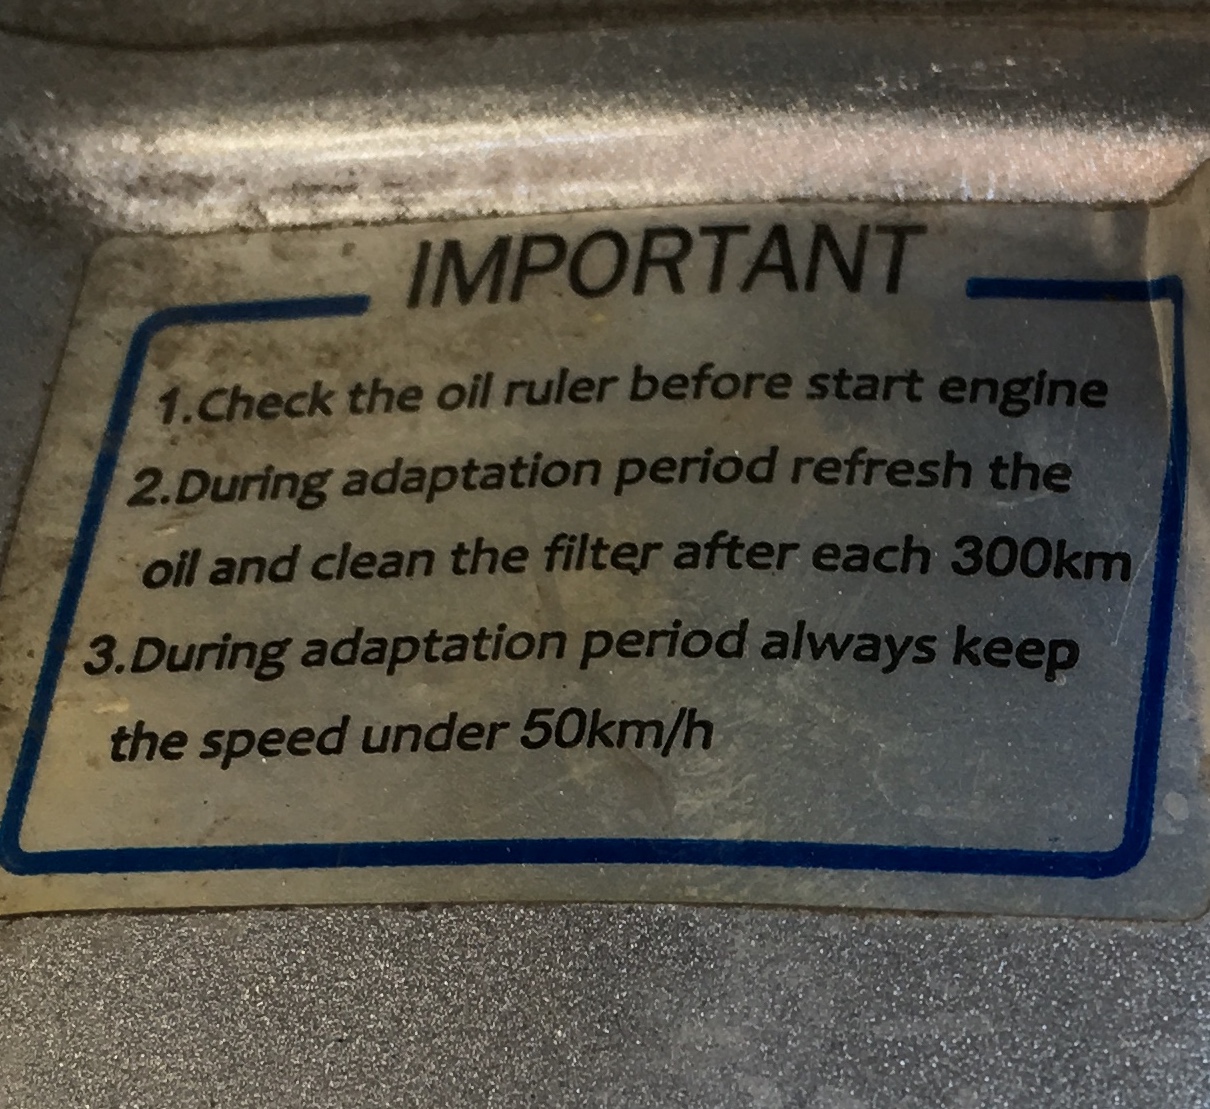 IMPORTANT
1.Check the oil ruler before start engine
2.During adaptation period refresh the
oil and clean the filter after each 300km
3.During adaptation period always keep
the speed under 50km/h